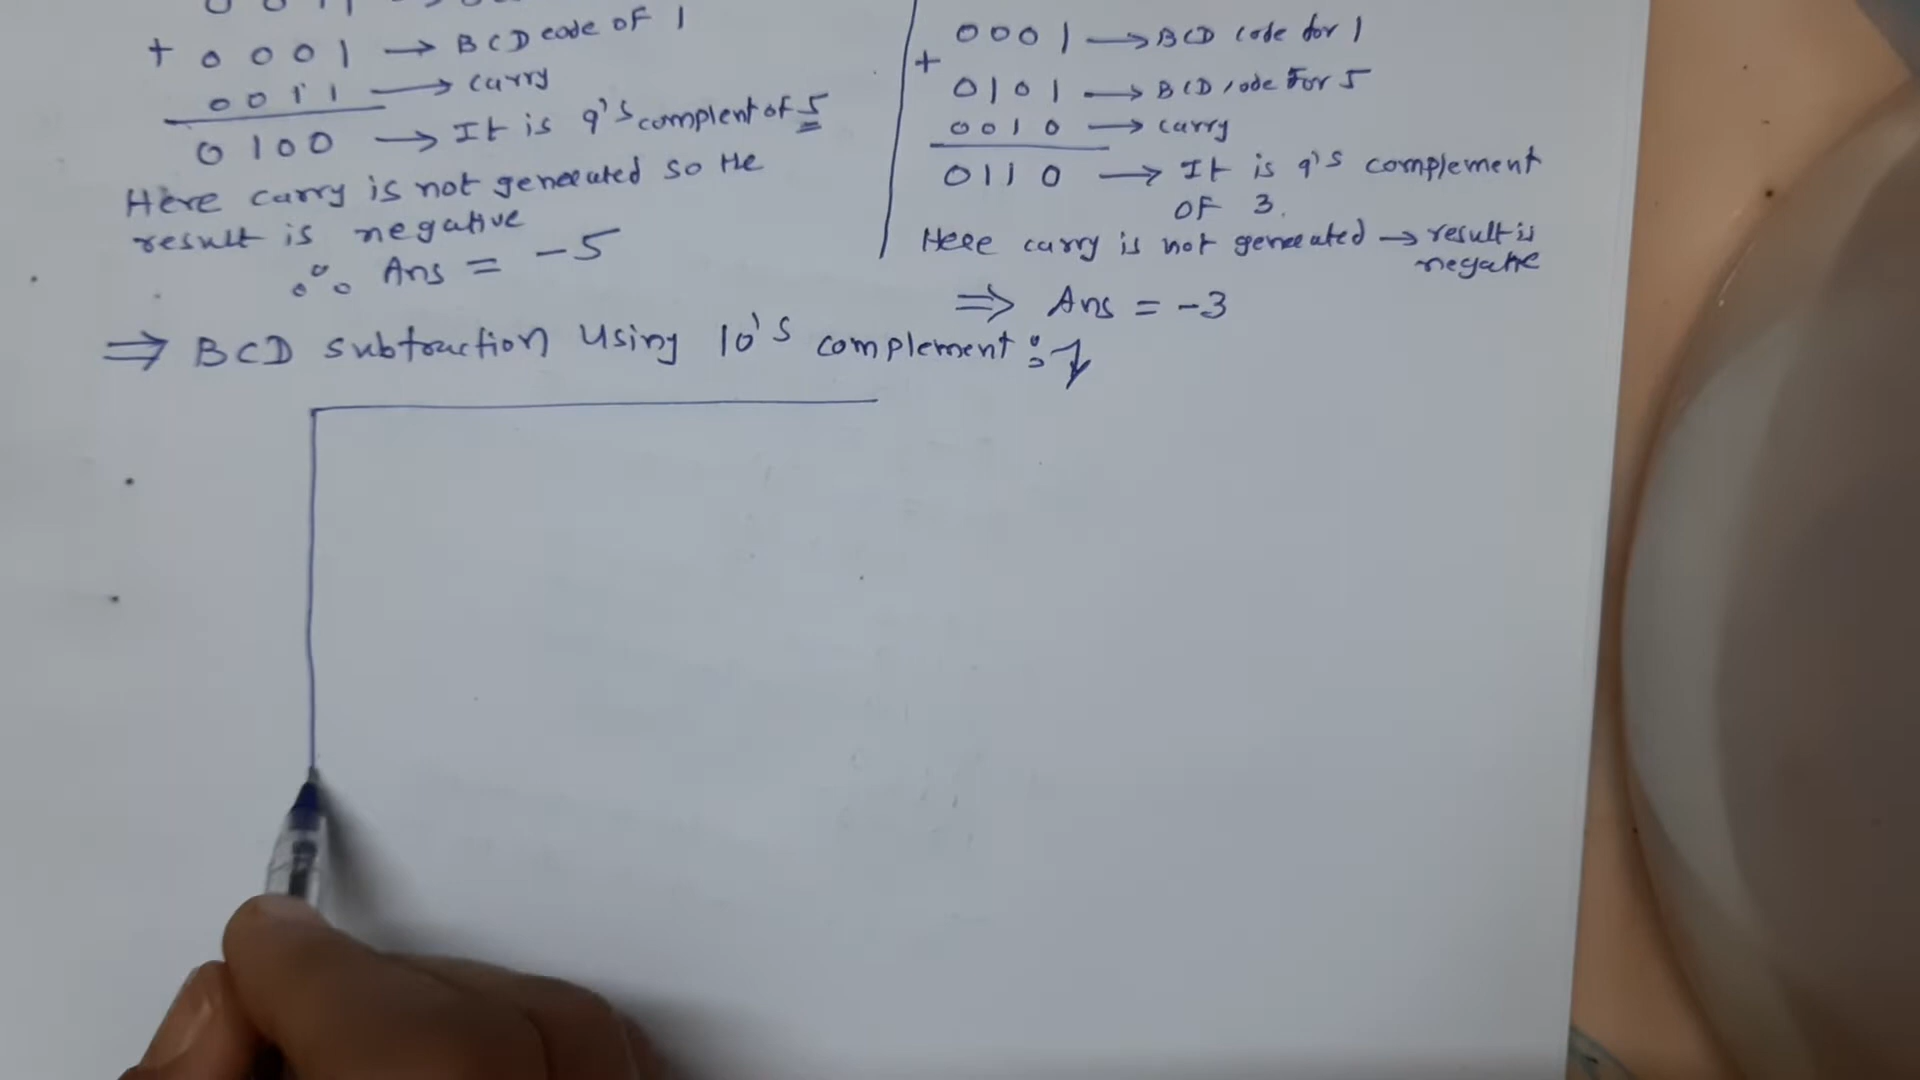 + 0 0 0 1 → BCD code of 1
0 0 1 1 → carry
0 1 0 0 → It is 9's complent of 5
Here carry is not generated so the
result is negative
∴ Ans = -5
0 0 0 1 → BCD code for 1
+
0 1 0 1 → BCD code For 5
0 0 1 0 → carry
0 1 1 0 → It is 9's complement
OF 3.
Here carry is not generated → result is
negative
⇒ Ans = -3
⇒ BCD subtraction Using 10's complement :-